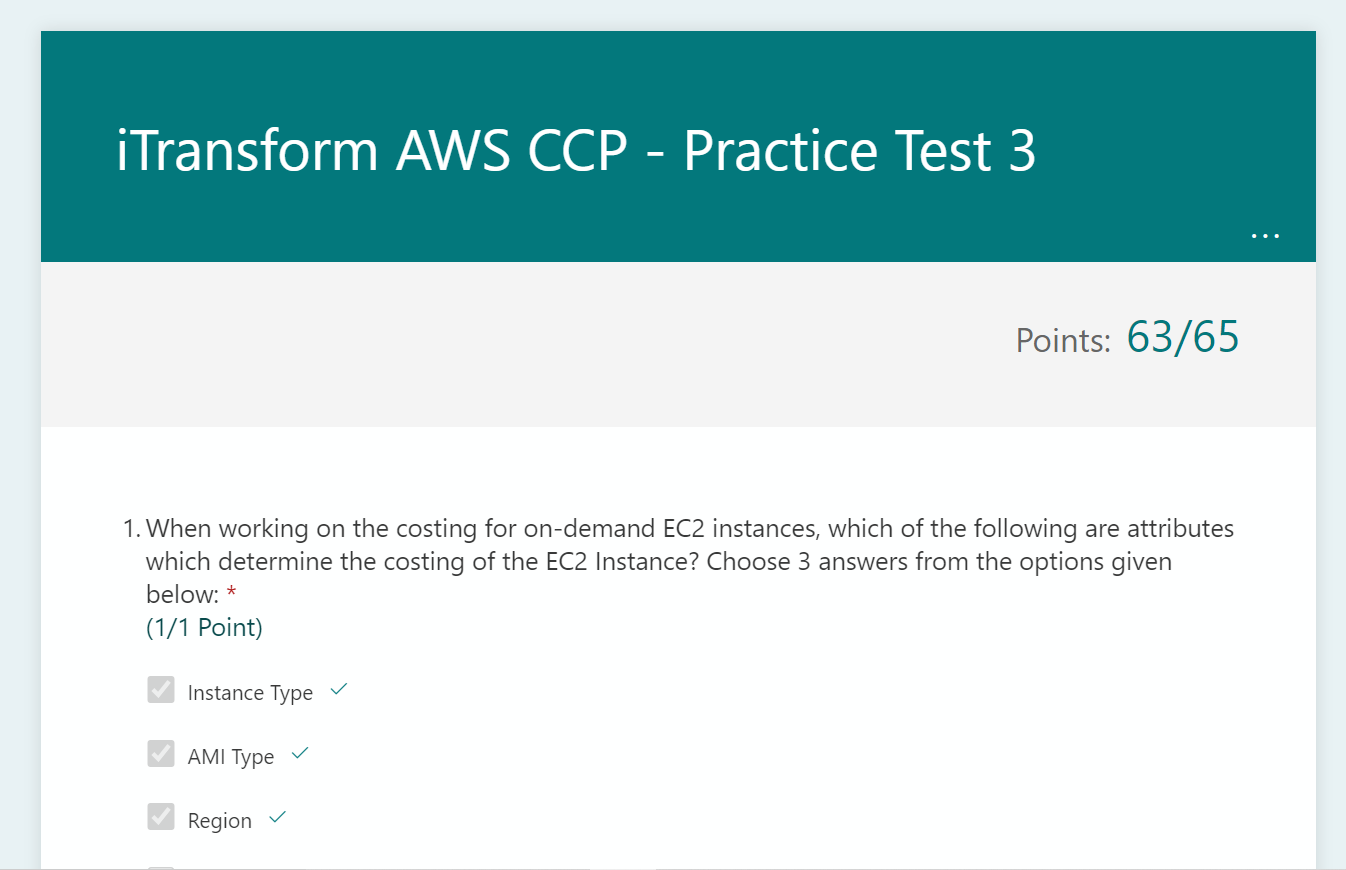 iTransform AWS CCP - Practice Test 3
...
Points: 63/65
1. When working on the costing for on-demand EC2 instances, which of the following are attributes
which determine the costing of the EC2 Instance? Choose 3 answers from the options given
below: *
(1/1 Point)
Instance Type
AMI Type
Region